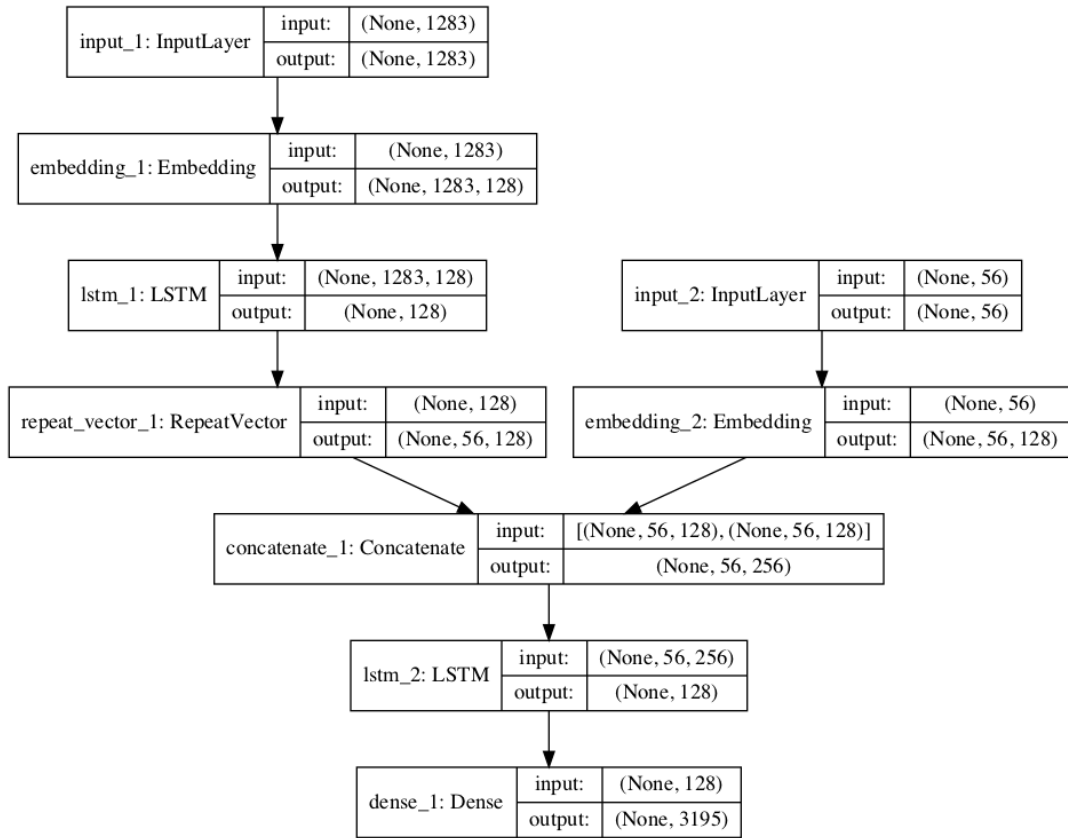 input_1: InputLayer
input: (None, 1283)
output: (None, 1283)
embedding_1: Embedding
input: (None, 1283)
output: (None, 1283, 128)
lstm_1: LSTM
input: (None, 1283, 128)
output: (None, 128)
input_2: InputLayer
input: (None, 56)
output: (None, 56)
repeat_vector_1: RepeatVector
input: (None, 128)
output: (None, 56, 128)
embedding_2: Embedding
input: (None, 56)
output: (None, 56, 128)
concatenate_1: Concatenate
input: [(None, 56, 128), (None, 56, 128)]
output: (None, 56, 256)
lstm_2: LSTM
input: (None, 56, 256)
output: (None, 128)
dense_1: Dense
input: (None, 128)
output: (None, 3195)